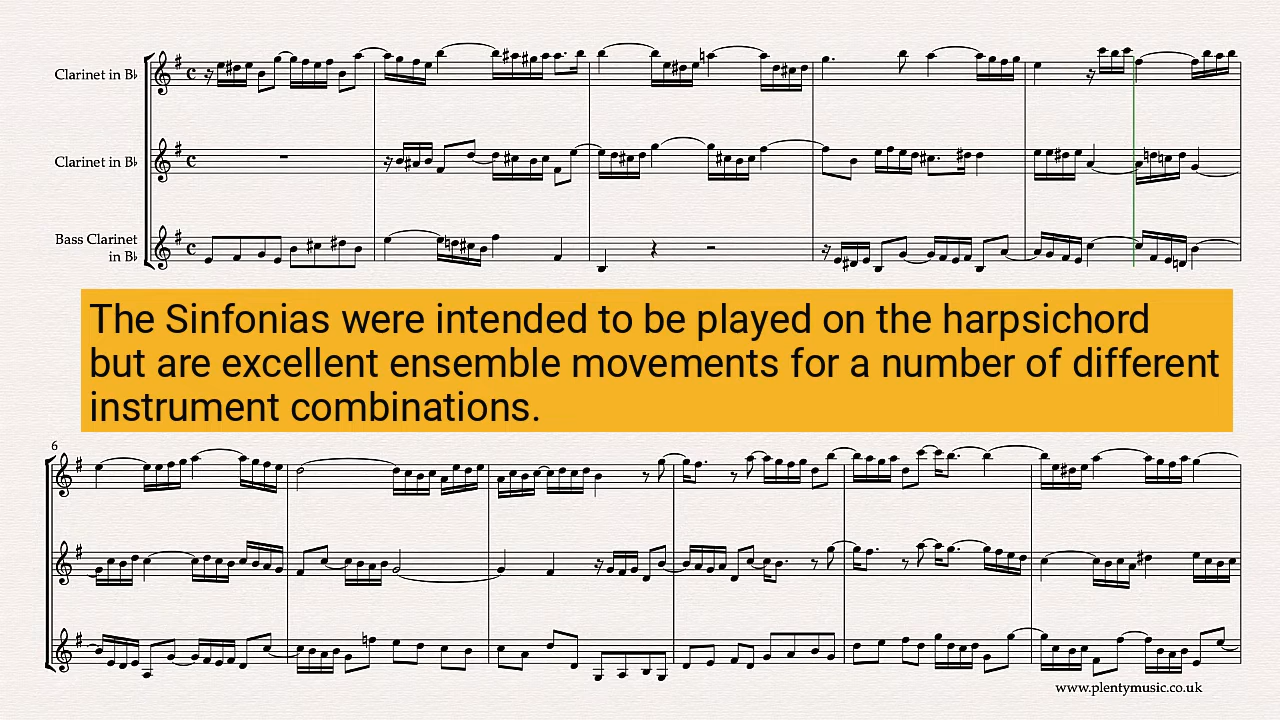 Clarinet in B♭
Clarinet in B♭
Bass Clarinet
in B♭
The Sinfonias were intended to be played on the harpsichord
but are excellent ensemble movements for a number of different
instrument combinations.
6
www.plentymusic.co.uk